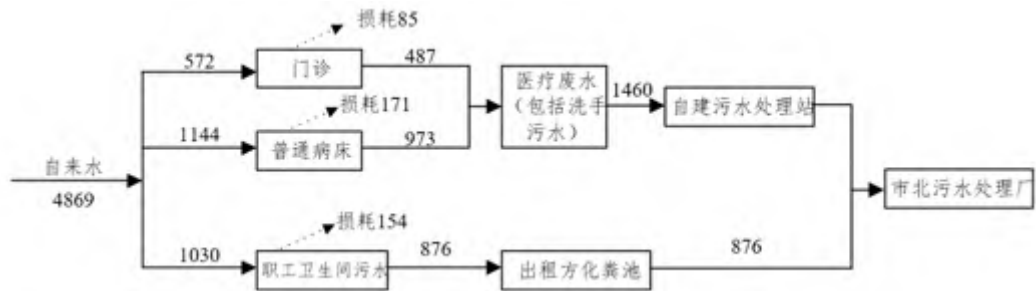 损耗85
572
门诊
487
医疗废水
（包括洗手
污水）
1460
自建污水处理站
损耗171
1144
普通病床
973
自来水
4869
市北污水处理厂
损耗154
1030
职工卫生间污水
876
出租方化粪池
876